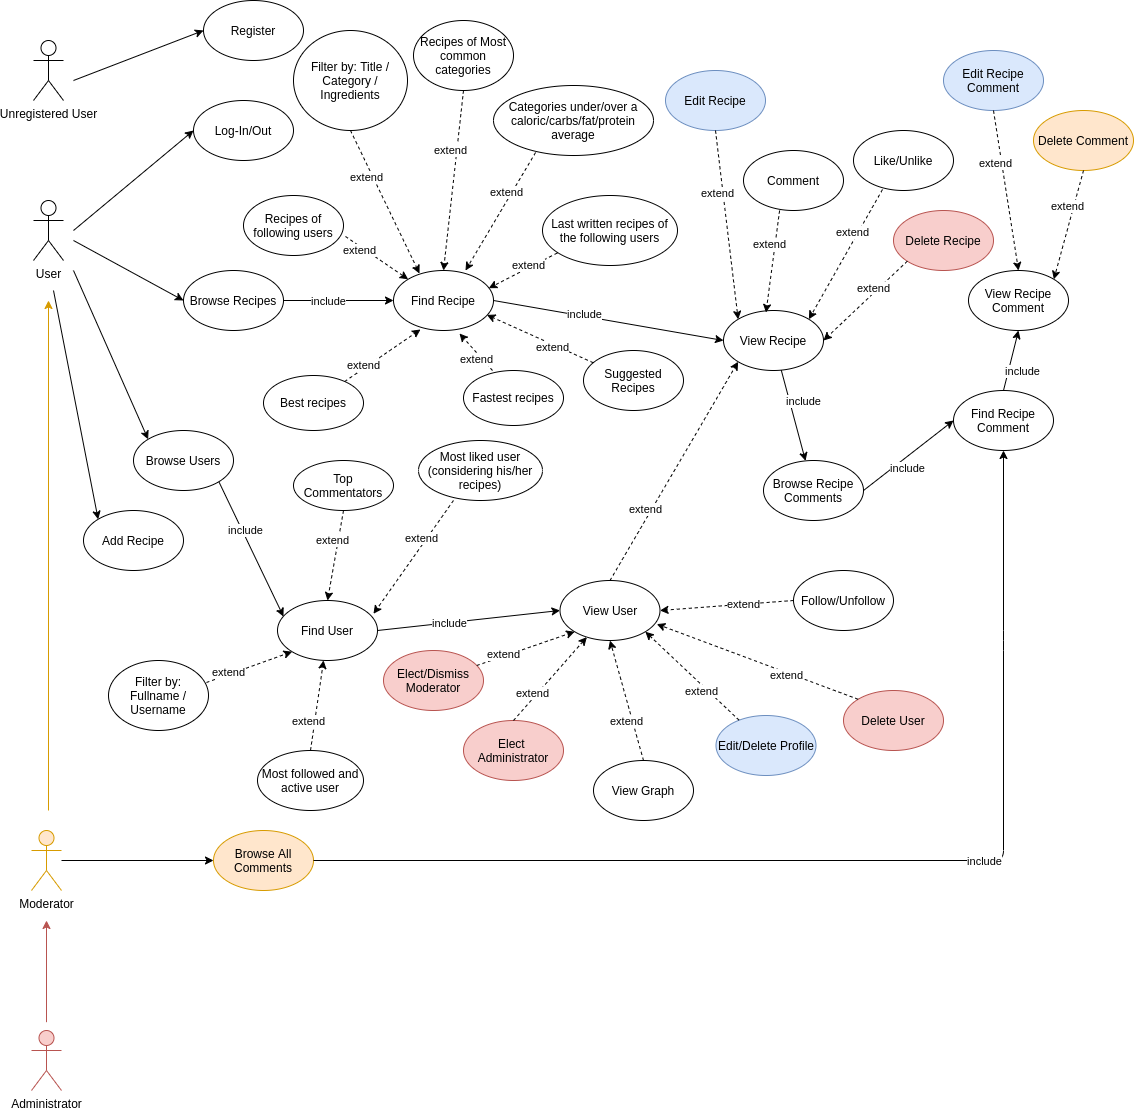 Register
Unregistered User
Filter by: Title /
Category /
Ingredients
Recipes of Most
common
categories
Categories under/over a
caloric/carbs/fat/protein
average
Edit Recipe
Edit Recipe
Comment
Delete Comment
Log-In/Out
extend
extend
extend
extend
Comment
Like/Unlike
extend
extend
User
Recipes of
following users
extend
Last written recipes of
the following users
extend
extend
extend
Delete Recipe
extend
Browse Recipes
include
Find Recipe
include
View Recipe
View Recipe
Comment
extend
extend
extend
Best recipes
Fastest recipes
Suggested
Recipes
include
include
Find Recipe
Comment
Browse Users
Top
Commentators
Most liked user
(considering his/her
recipes)
Browse Recipe
Comments
include
Add Recipe
include
extend
extend
extend
Find User
include
View User
extend
Follow/Unfollow
Filter by:
Fullname /
Username
extend
extend
Elect/Dismiss
Moderator
extend
extend
extend
extend
extend
Elect
Administrator
Edit/Delete Profile
Delete User
Most followed and
active user
View Graph
Moderator
Browse All
Comments
include
Administrator